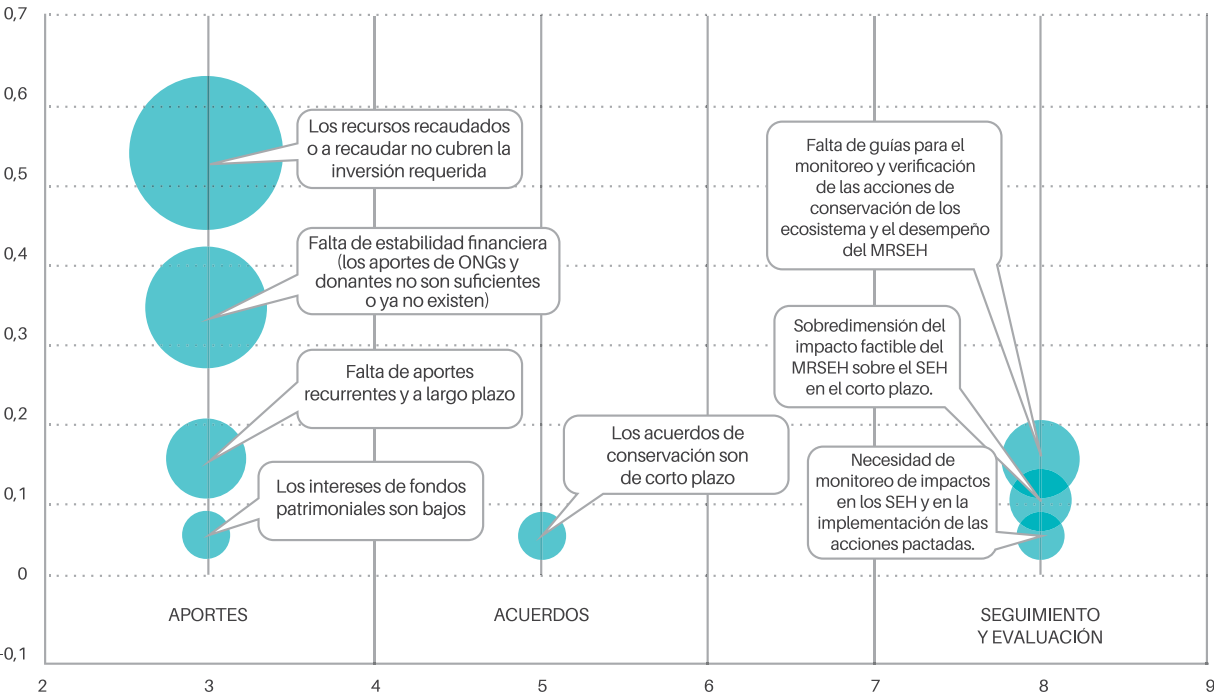 0,7
0,6
0,5
0,4
0,3
0,2
0,1
0
-0,1
Los recursos recaudados
o a recaudar no cubren la
inversión requerida
Falta de estabilidad financiera
(los aportes de ONGs y
donantes no son suficientes
o ya no existen)
Falta de aportes
recurrentes y a largo plazo
Los intereses de fondos
patrimoniales son bajos
Los acuerdos de
conservación son
de corto plazo
Falta de guías para el
monitoreo y verificación
de las acciones de
conservación de los
ecosistema y el desempeño
del MRSEH
Sobredimensión del
impacto factible del
MRSEH sobre el SEH
en el corto plazo.
Necesidad de
monitoreo de impactos
en los SEH y en la
implementación de las
acciones pactadas.
APORTES
ACUERDOS
SEGUIMIENTO
Y EVALUACIÓN
2 3 4 5 6 7 8 9